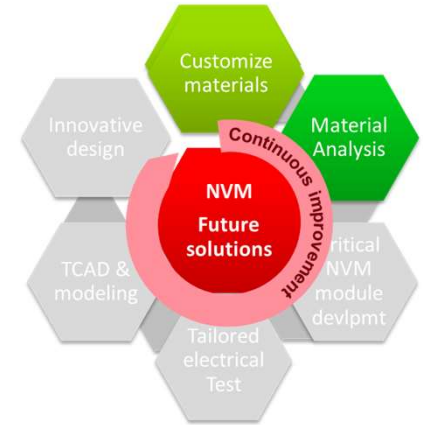 Customize
materials
Innovative
design
Material
Analysis
Continuous improvement
NVM
Future
solutions
TCAD &
modeling
ritical
NVM
module
devlpmt
Tailored
electrical
Test